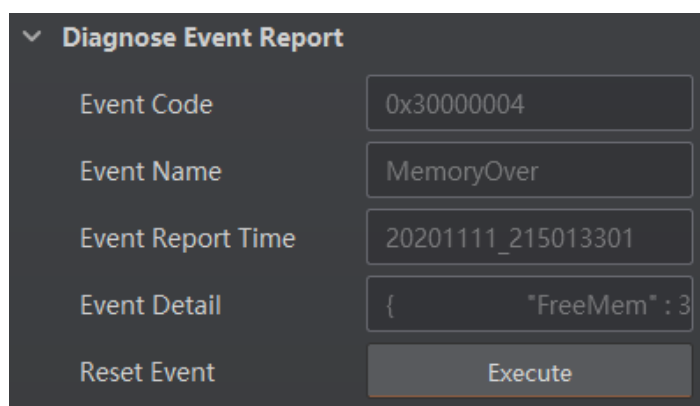 Diagnose Event Report
Event Code 0x30000004
Event Name MemoryOver
Event Report Time 20201111_215013301
Event Detail { "FreeMem" : 3
Reset Event Execute